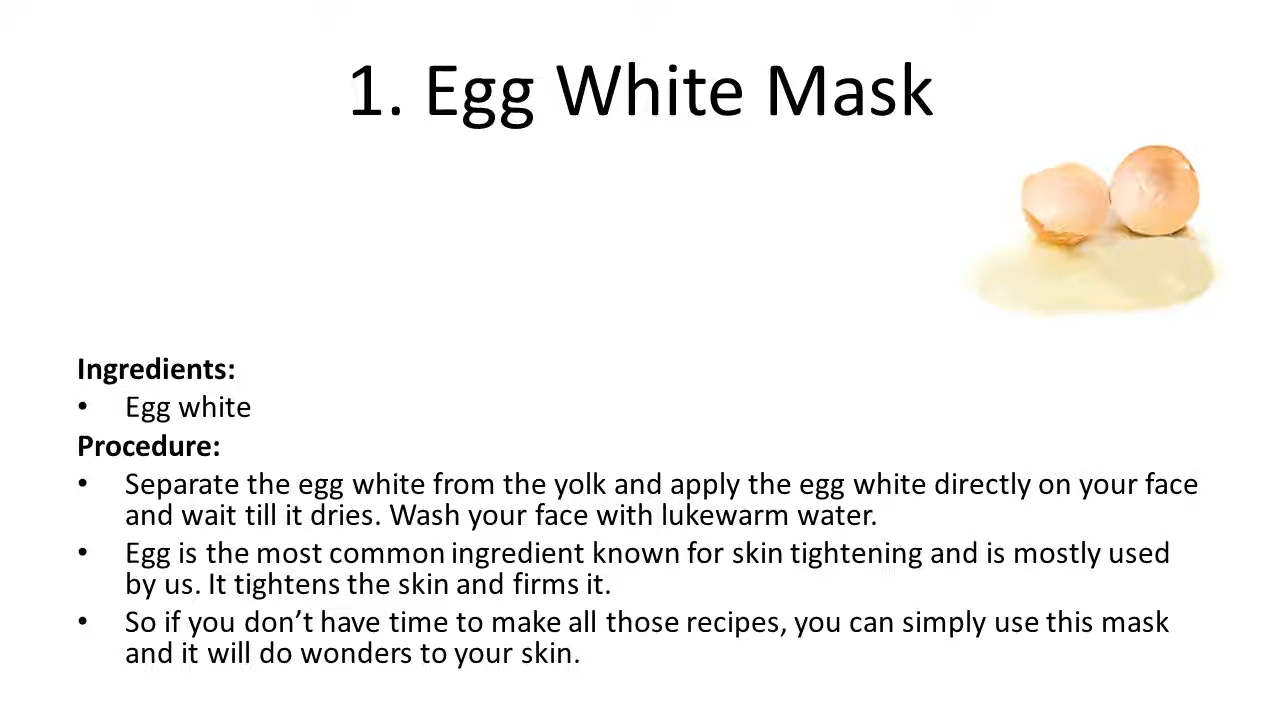 1. Egg White Mask
Ingredients:
• Egg white
Procedure:
• Separate the egg white from the yolk and apply the egg white directly on your face
and wait till it dries. Wash your face with lukewarm water.
• Egg is the most common ingredient known for skin tightening and is mostly used
by us. It tightens the skin and firms it.
• So if you don’t have time to make all those recipes, you can simply use this mask
and it will do wonders to your skin.